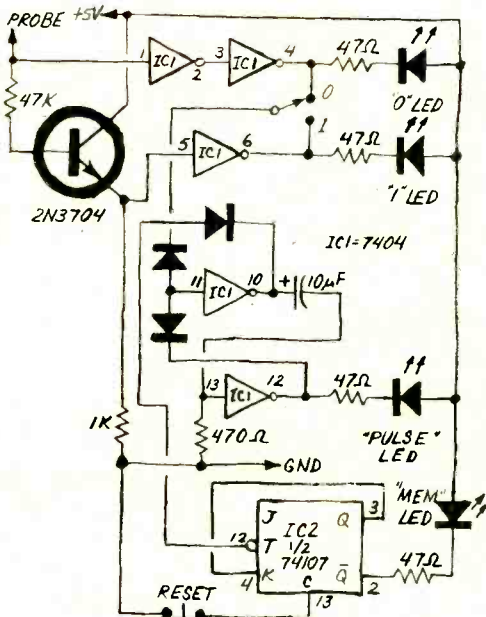 PROBE +5V
1 IC1 2 3 IC1 4 47Ω
"0" LED
47K
0
1
5 IC1 6 47Ω
"1" LED
2N3704
IC1=7404
11 IC1 10 + 10µF
13 IC1 12 47Ω
"PULSE" LED
1K
470Ω
GND
"MEM" LED
J Q 3
12 T IC2
1/2
74107
4 K C Q̅ 2 47Ω
13
RESET